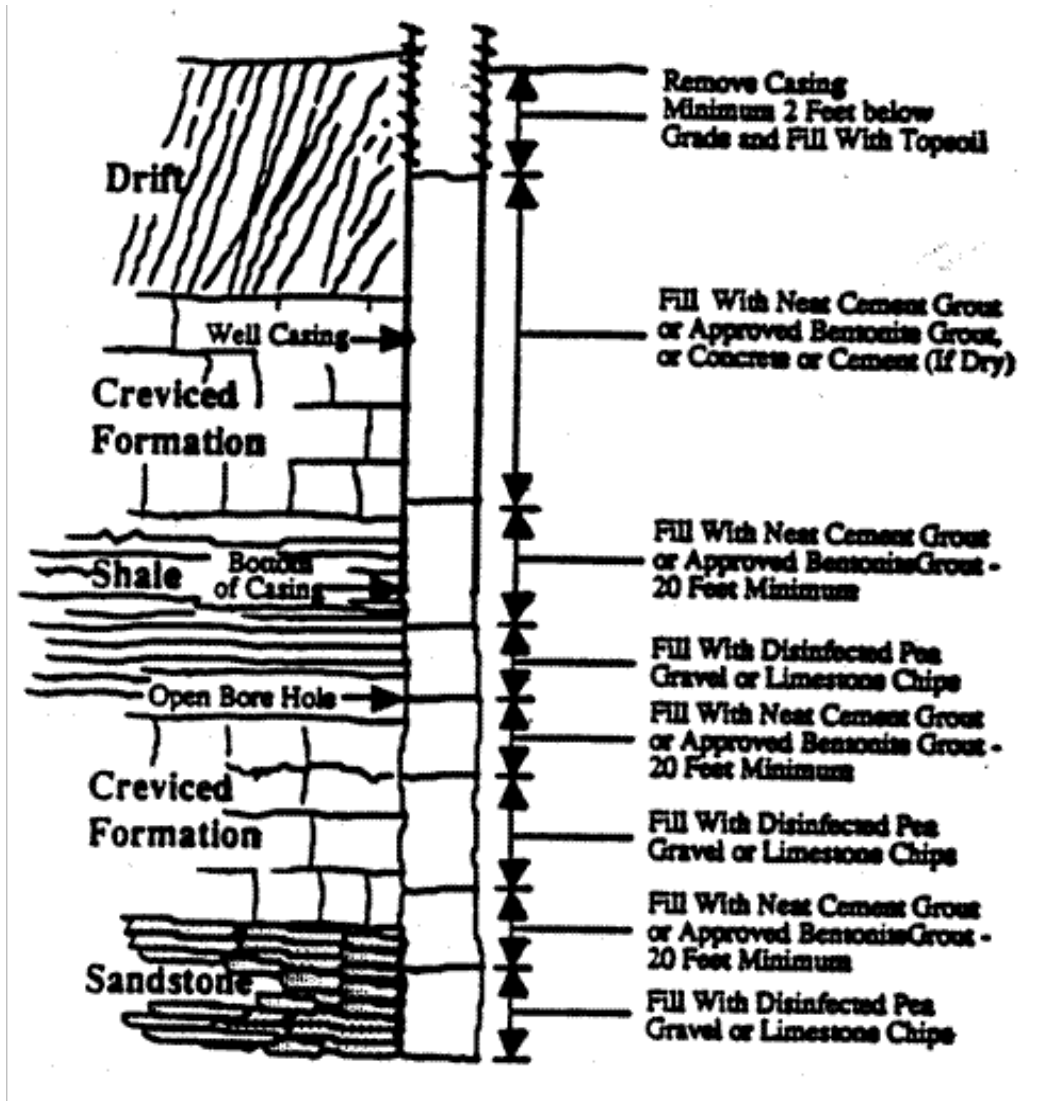 Remove Casing
Minimum 2 Feet below
Grade and Fill With Topsoil
Drift
Fill With Neat Cement Grout
or Approved Bentonite Grout,
or Concrete or Cement (If Dry)
Well Casing
Creviced
Formation
Fill With Neat Cement Grout
or Approved BentoniteGrout -
20 Feet Minimum
Shale
Bottom
of Casing
Fill With Disinfected Pea
Gravel or Limestone Chips
Open Bore Hole
Fill With Neat Cement Grout
or Approved Bentonite Grout -
20 Feet Minimum
Creviced
Formation
Fill With Disinfected Pea
Gravel or Limestone Chips
Fill With Neat Cement Grout
or Approved BentoniteGrout -
20 Feet Minimum
Sandstone
Fill With Disinfected Pea
Gravel or Limestone Chips